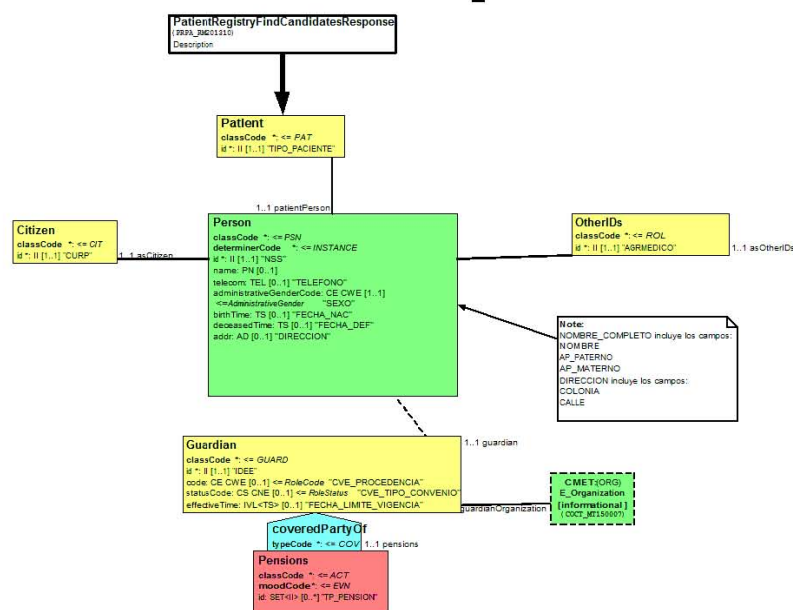 PatientRegistryFindCandidatesResponse
(PRPA_RM201310)
Description
Patient
classCode *: <= PAT
id *: II [1..1] "TIPO_PACIENTE"
1..1 patientPerson
Citizen
classCode *: <= CIT
id *: II [1..1] "CURP"
1..1 asCitizen
Person
classCode *: <= PSN
determinerCode *: <= INSTANCE
id *: II [1..1] "NSS"
name: PN [0..1]
telecom: TEL [0..1] "TELEFONO"
administrativeGenderCode: CE CWE [1..1]
<=AdministrativeGender "SEXO"
birthTime: TS [0..1] "FECHA_NAC"
deceasedTime: TS [0..1] "FECHA_DEF"
addr: AD [0..1] "DIRECCION"
OtherIDs
classCode *: <= ROL
id *: II [1..1] "AGRMEDICO"
1..1 asOtherIDs
Note:
NOMBRE_COMPLETO incluye los campos:
NOMBRE
AP_PATERNO
AP_MATERNO
DIRECCION incluye los campos:
COLONIA
CALLE
1..1 guardian
Guardian
classCode *: <= GUARD
id *: II [1..1] "IDEE"
code: CE CWE [0..1] <= RoleCode "CVE_PROCEDENCIA"
statusCode: CS CNE [0..1] <= RoleStatus "CVE_TIPO_CONVENIO"
effectiveTime: IVL<TS> [0..1] "FECHA_LIMITE_VIGENCIA"
guardianOrganization
CMET:(ORG)
E_Organization
[informational]
(COCT_MT150007)
coveredPartyOf
typeCode *: <= COV
1..1 pensions
Pensions
classCode *: <= ACT
moodCode *: <= EVN
id: SET<II> [0..*] "TP_PENSION"